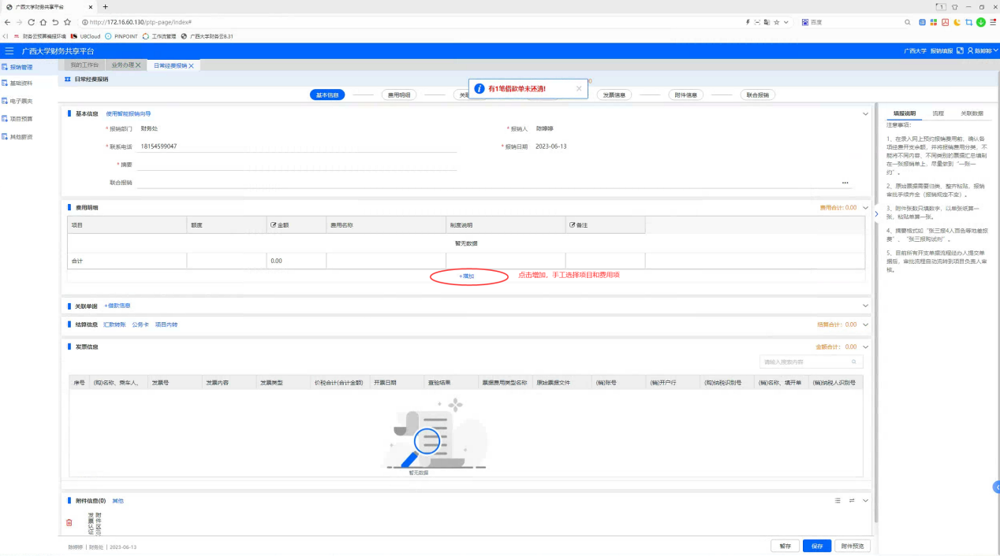 广西大学财务共享平台
http://172.16.60.130/ptp-page/index#
百度
财务云预算编报环境 U8Cloud PINPOINT 工作流管理 广西大学财务云8.31
广西大学财务共享平台
广西大学 报销填报 陈婷婷
报销管理
基础资料
电子票夹
项目预算
其他薪资
我的工作台 业务办理 日常经费报销
日常经费报销
有1笔借款单未还清!
基本信息 费用明细 关联 发票信息 附件信息 联合报销
基本信息 使用智能报销向导
* 报销部门 财务处 * 报销人 陈婷婷
* 联系电话 18154599047 * 报销日期 2023-06-13
* 摘要
联合报销
费用明细 费用合计: 0.00
项目 额度 金额 费用名称 制度说明 备注
暂无数据
合计 0.00
+增加 点击增加，手工选择项目和费用项
关联单据 +借款信息
结算信息 汇款转账 公务卡 项目内转 结算合计: 0.00
发票信息 金额合计: 0.00
请输入搜索内容
序号 (购)名称、乘车人、 发票号 发票内容 发票类型 价税合计(合计金额) 开票日期 查验结果 票据费用类型名称 原始票据文件 (销)账号 (销)开户行 (购)纳税识别号 (销)名称、填开单 (销)纳税人识别号
暂无数据
附件信息(0) 其他
发票认证
附件区(0)
陈婷婷 | 财务处 | 2023-06-13
暂存 保存 附件预览
填报说明 流程 关联数据
注意事项:
1、在录入网上预约报销费用前，请认各
项经费开支余额，并将报销费用分类，不
能将不同内容、不同类别的票据汇总填制
在一张报销单上，尽量做到“一账一
约”。
2、原始票据需要归类、整齐粘贴，报销
审批手续齐全（报销规定不变）。
3、附件张数只填数字，以单张纸算一
张，粘贴单算一张。
4、摘要格式如“张三报4人百色等地差旅
费”、“张三报购试剂”。
5、目前所有开支单据流程经办人提交单
据后，审批流程自动流转到项目负责人审
核。